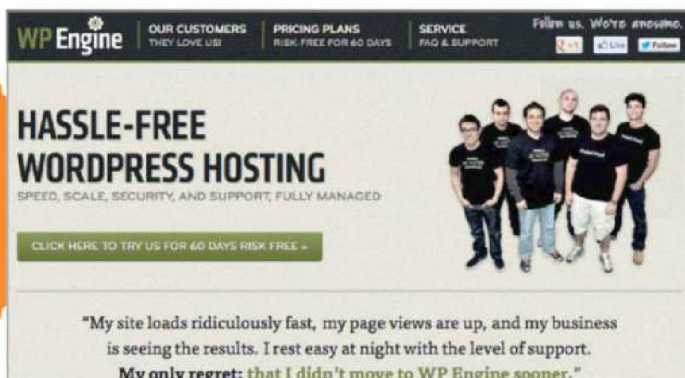 WP Engine
OUR CUSTOMERS
THEY LOVE US!
PRICING PLANS
RISK FREE FOR 60 DAYS
SERVICE
FAQ & SUPPORT
Follow us. We're awesome.
+1
Like
Follow
HASSLE-FREE
WORDPRESS HOSTING
SPEED, SCALE, SECURITY, AND SUPPORT, FULLY MANAGED
CLICK HERE TO TRY US FOR 60 DAYS RISK FREE »
"My site loads ridiculously fast, my page views are up, and my business
is seeing the results. I rest easy at night with the level of support.
My only regret: that I didn't move to WP Engine sooner."